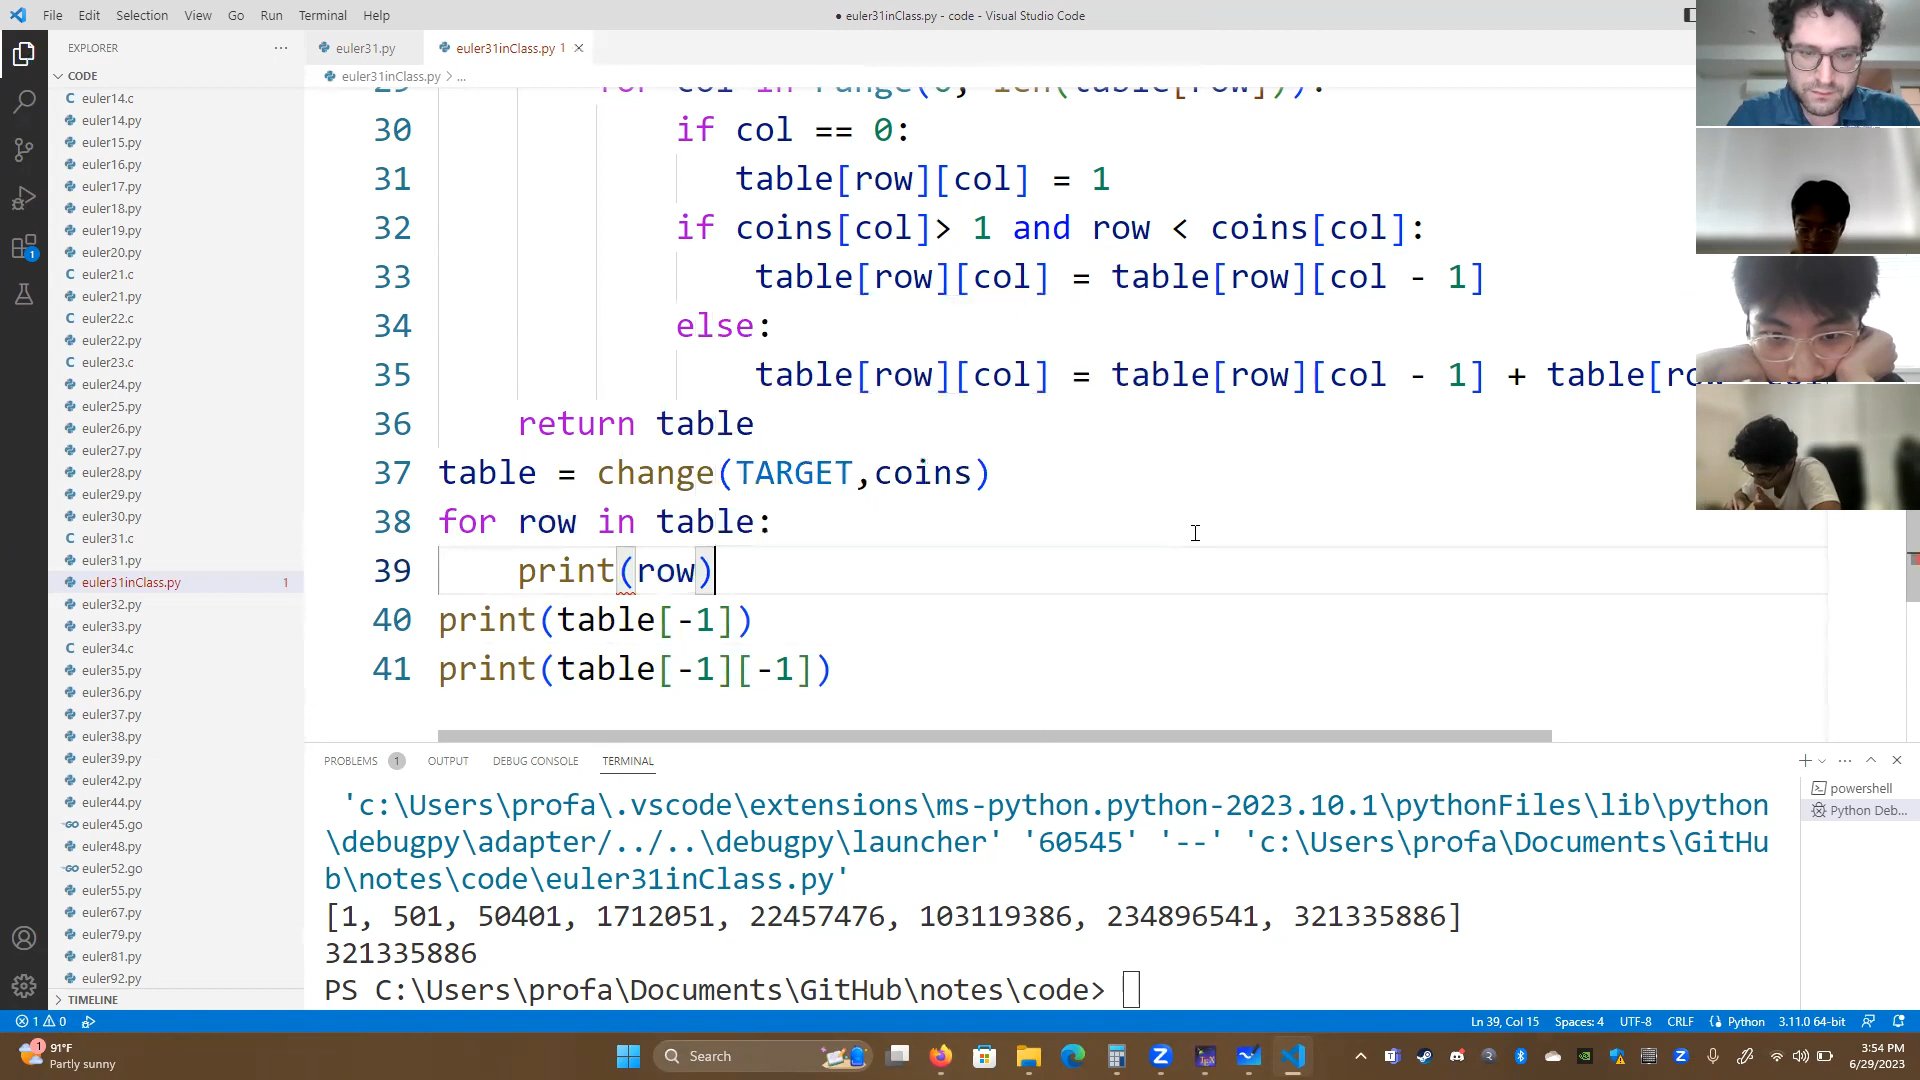 File Edit Selection View Go Run Terminal Help
● euler31inClass.py - code - Visual Studio Code
EXPLORER ···
euler31.py
euler31inClass.py 1 ×
CODE
euler31inClass.py > ...
euler14.c
euler14.py
euler15.py
euler16.py
euler17.py
euler18.py
euler19.py
euler20.py
euler21.c
euler21.py
euler22.c
euler22.py
euler23.c
euler24.py
euler25.py
euler26.py
euler27.py
euler28.py
euler29.py
euler30.py
euler31.c
euler31.py
euler31inClass.py 1
euler32.py
euler33.py
euler34.c
euler35.py
euler36.py
euler37.py
euler38.py
euler39.py
euler42.py
euler44.py
euler45.go
euler48.py
euler52.go
euler55.py
euler67.py
euler79.py
euler81.py
euler92.py
TIMELINE
29 for col in range(0, len(table[row])):
30 if col == 0:
31 table[row][col] = 1
32 if coins[col]> 1 and row < coins[col]:
33 table[row][col] = table[row][col - 1]
34 else:
35 table[row][col] = table[row][col - 1] + table[row
36 return table
37 table = change(TARGET,coins)
38 for row in table:
39 print(row)
40 print(table[-1])
41 print(table[-1][-1])
PROBLEMS 1 OUTPUT DEBUG CONSOLE TERMINAL
powershell
Python Deb...
'c:\Users\profa\.vscode\extensions\ms-python.python-2023.10.1\pythonFiles\lib\python
\debugpy\adapter/../..\debugpy\launcher' '60545' '--' 'c:\Users\profa\Documents\GitHu
b\notes\code\euler31inClass.py'
[1, 501, 50401, 1712051, 22457476, 103119386, 234896541, 321335886]
321335886
PS C:\Users\profa\Documents\GitHub\notes\code>
1 0
Ln 39, Col 15 Spaces: 4 UTF-8 CRLF Python 3.11.0 64-bit
91°F
Partly sunny
Search
3:54 PM
6/29/2023